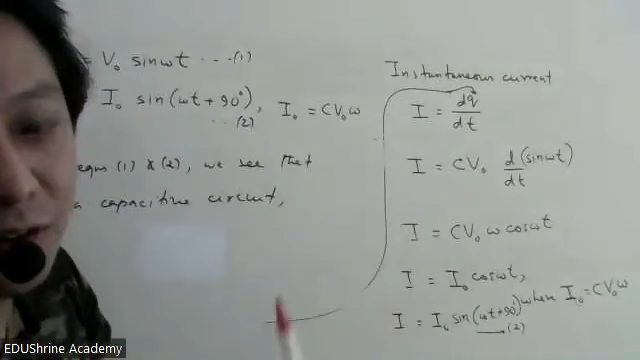 = V₀ sinωt ---(1)
= I₀ sin(ωt+90°), I₀ = CV₀ω
...(2)
eqns (1) & (2), we see that
a capacitive circuit,
Instantaneous current
I = dq/dt
I = CV₀ d/dt (sinωt)
I = CV₀ ω cosωt
I = I₀ cosωt,
where I₀ = CV₀ω
I = I₀ sin(ωt+90°)
(2)
EDUShrine Academy